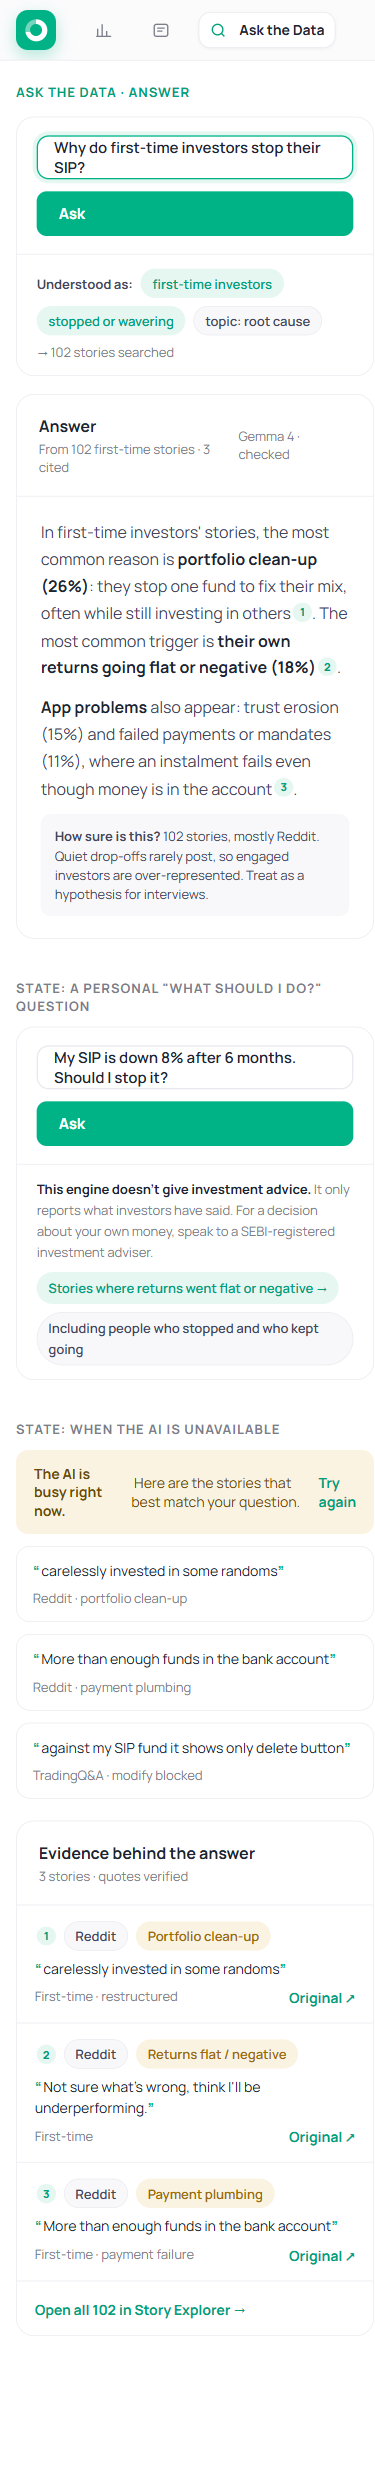 Ask the Data
ASK THE DATA · ANSWER
Why do first-time investors stop their
SIP?
Ask
Understood as: first-time investors
stopped or wavering topic: root cause
→ 102 stories searched
Answer
From 102 first-time stories · 3
cited
Gemma 4 ·
checked
In first-time investors' stories, the most
common reason is portfolio clean-up
(26%): they stop one fund to fix their mix,
often while still investing in others 1 . The
most common trigger is their own
returns going flat or negative (18%) 2 .
App problems also appear: trust erosion
(15%) and failed payments or mandates
(11%), where an instalment fails even
though money is in the account 3 .
How sure is this? 102 stories, mostly Reddit.
Quiet drop-offs rarely post, so engaged
investors are over-represented. Treat as a
hypothesis for interviews.
STATE: A PERSONAL "WHAT SHOULD I DO?"
QUESTION
My SIP is down 8% after 6 months.
Should I stop it?
Ask
This engine doesn't give investment advice. It only
reports what investors have said. For a decision
about your own money, speak to a SEBI-registered
investment adviser.
Stories where returns went flat or negative →
Including people who stopped and who kept
going
STATE: WHEN THE AI IS UNAVAILABLE
The AI is
busy right
now.
Here are the stories that
best match your question.
Try
again
“carelessly invested in some randoms”
Reddit · portfolio clean-up
“More than enough funds in the bank account”
Reddit · payment plumbing
“against my SIP fund it shows only delete button”
TradingQ&A · modify blocked
Evidence behind the answer
3 stories · quotes verified
1 Reddit Portfolio clean-up
“carelessly invested in some randoms”
First-time · restructured Original ↗
2 Reddit Returns flat / negative
“Not sure what's wrong, think I'll be
underperforming.”
First-time Original ↗
3 Reddit Payment plumbing
“More than enough funds in the bank account”
First-time · payment failure Original ↗
Open all 102 in Story Explorer →